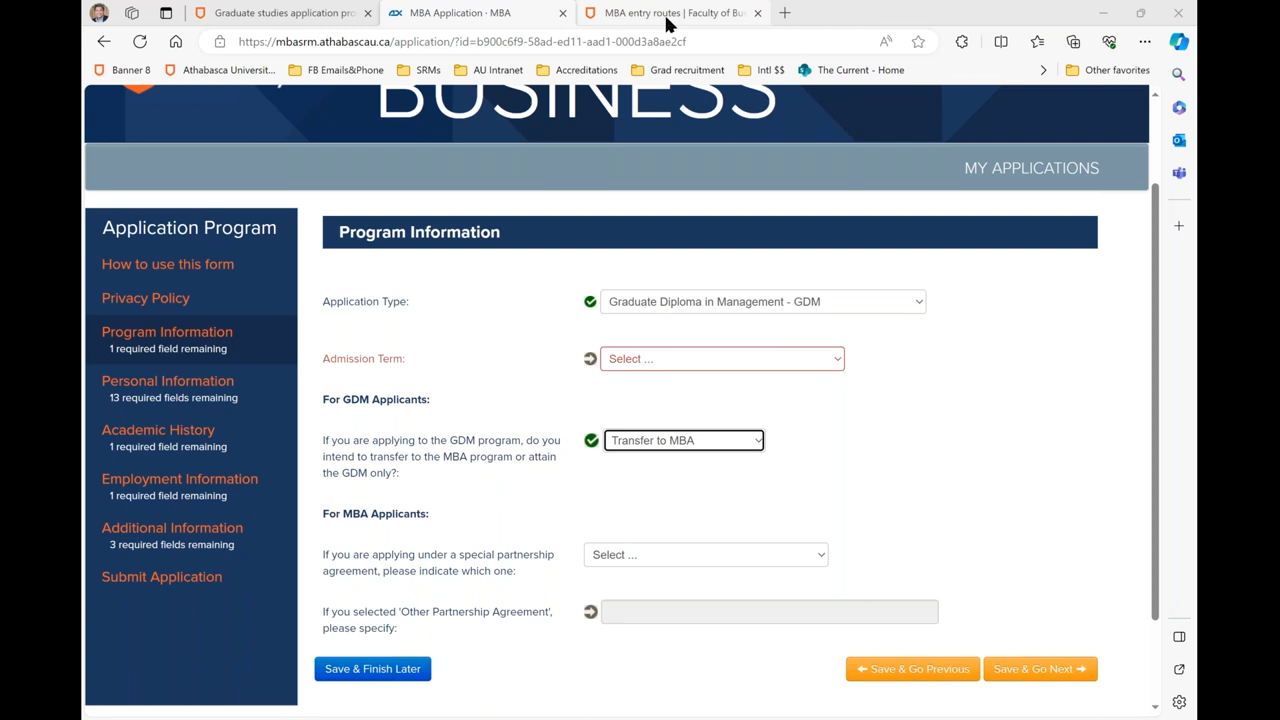 Graduate studies application pro
MBA Application · MBA
MBA entry routes | Faculty of Bu
https://mbasrm.athabascau.ca/application/?id=b900c6f9-58ad-ed11-aad1-000d3a8ae2cf
Banner 8
Athabasca Universit...
FB Emails&Phone
SRMs
AU Intranet
Accreditations
Grad recruitment
Intl $$
The Current - Home
Other favorites
BUSINESS
MY APPLICATIONS
Application Program
How to use this form
Privacy Policy
Program Information
1 required field remaining
Personal Information
13 required fields remaining
Academic History
1 required field remaining
Employment Information
1 required field remaining
Additional Information
3 required fields remaining
Submit Application
Program Information
Application Type:
Graduate Diploma in Management - GDM
Admission Term:
Select ...
For GDM Applicants:
If you are applying to the GDM program, do you
intend to transfer to the MBA program or attain
the GDM only?:
Transfer to MBA
For MBA Applicants:
If you are applying under a special partnership
agreement, please indicate which one:
Select ...
If you selected 'Other Partnership Agreement',
please specify:
Save & Finish Later
Save & Go Previous
Save & Go Next